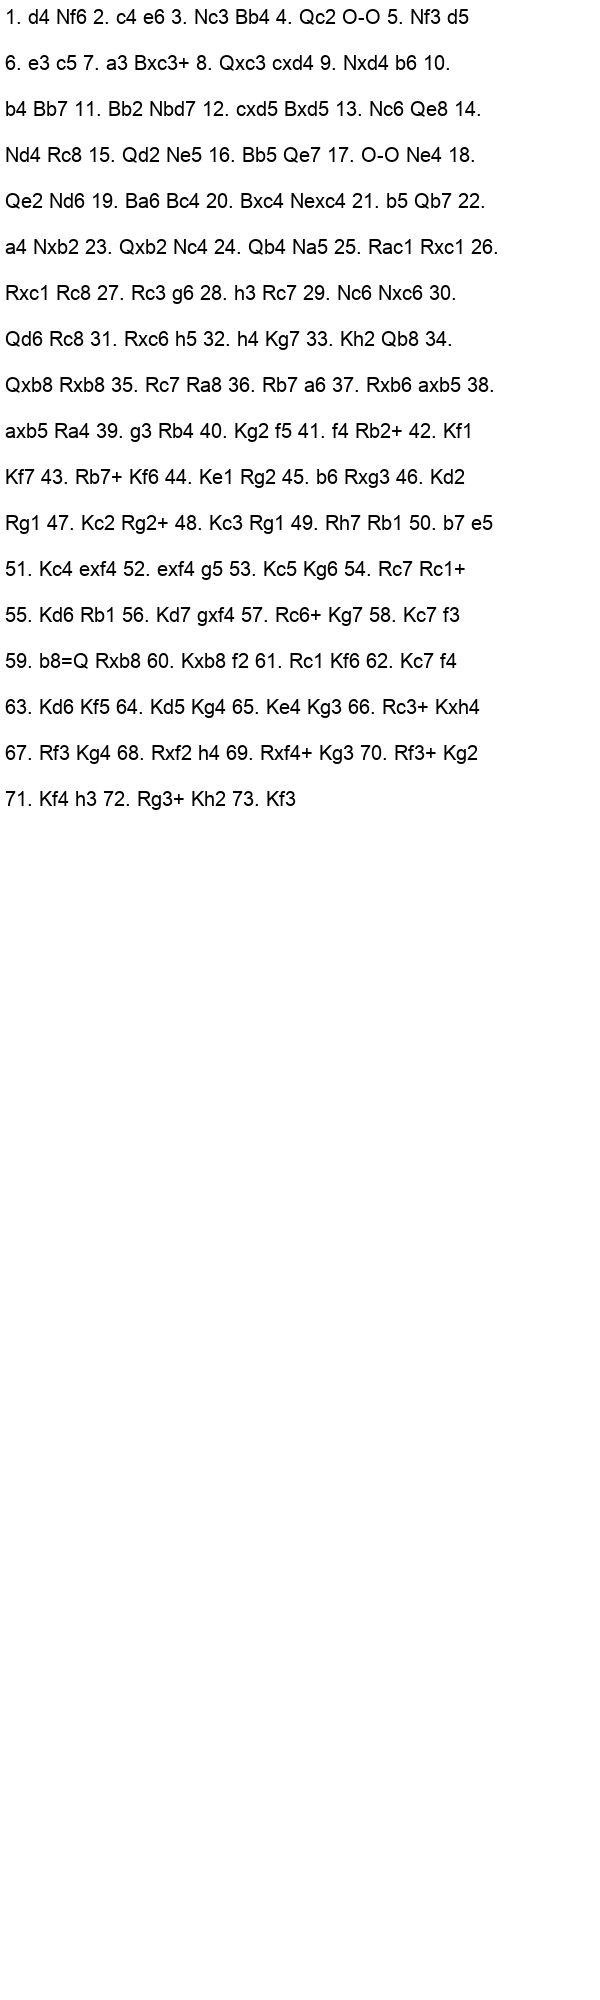 1. d4 Nf6 2. c4 e6 3. Nc3 Bb4 4. Qc2 O-O 5. Nf3 d5
6. e3 c5 7. a3 Bxc3+ 8. Qxc3 cxd4 9. Nxd4 b6 10.
b4 Bb7 11. Bb2 Nbd7 12. cxd5 Bxd5 13. Nc6 Qe8 14.
Nd4 Rc8 15. Qd2 Ne5 16. Bb5 Qe7 17. O-O Ne4 18.
Qe2 Nd6 19. Ba6 Bc4 20. Bxc4 Nexc4 21. b5 Qb7 22.
a4 Nxb2 23. Qxb2 Nc4 24. Qb4 Na5 25. Rac1 Rxc1 26.
Rxc1 Rc8 27. Rc3 g6 28. h3 Rc7 29. Nc6 Nxc6 30.
Qd6 Rc8 31. Rxc6 h5 32. h4 Kg7 33. Kh2 Qb8 34.
Qxb8 Rxb8 35. Rc7 Ra8 36. Rb7 a6 37. Rxb6 axb5 38.
axb5 Ra4 39. g3 Rb4 40. Kg2 f5 41. f4 Rb2+ 42. Kf1
Kf7 43. Rb7+ Kf6 44. Ke1 Rg2 45. b6 Rxg3 46. Kd2
Rg1 47. Kc2 Rg2+ 48. Kc3 Rg1 49. Rh7 Rb1 50. b7 e5
51. Kc4 exf4 52. exf4 g5 53. Kc5 Kg6 54. Rc7 Rc1+
55. Kd6 Rb1 56. Kd7 gxf4 57. Rc6+ Kg7 58. Kc7 f3
59. b8=Q Rxb8 60. Kxb8 f2 61. Rc1 Kf6 62. Kc7 f4
63. Kd6 Kf5 64. Kd5 Kg4 65. Ke4 Kg3 66. Rc3+ Kxh4
67. Rf3 Kg4 68. Rxf2 h4 69. Rxf4+ Kg3 70. Rf3+ Kg2
71. Kf4 h3 72. Rg3+ Kh2 73. Kf3